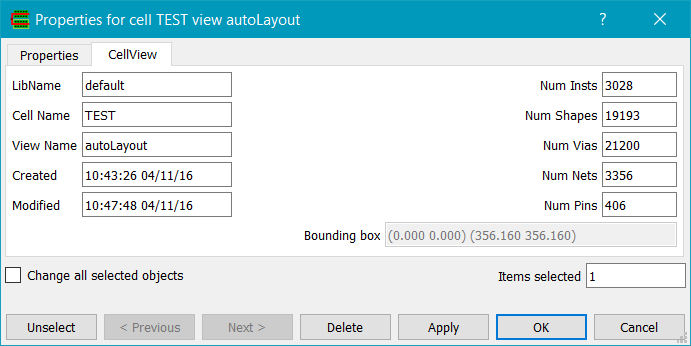 Properties for cell TEST view autoLayout
Properties CellView
LibName default Num Insts 3028
Cell Name TEST Num Shapes 19193
View Name autoLayout Num Vias 21200
Created 10:43:26 04/11/16 Num Nets 3356
Modified 10:47:48 04/11/16 Num Pins 406
Bounding box (0.000 0.000) (356.160 356.160)
Change all selected objects Items selected 1
Unselect < Previous Next > Delete Apply OK Cancel